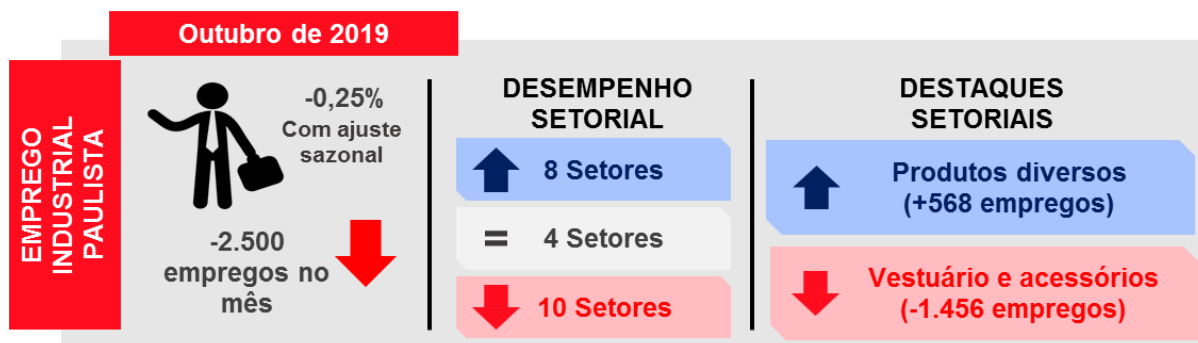 Outubro de 2019
EMPREGO
INDUSTRIAL
PAULISTA
-0,25%
Com ajuste
sazonal
-2.500
empregos no
mês
DESEMPENHO
SETORIAL
8 Setores
=
4 Setores
10 Setores
DESTAQUES
SETORIAIS
Produtos diversos
(+568 empregos)
Vestuário e acessórios
(-1.456 empregos)